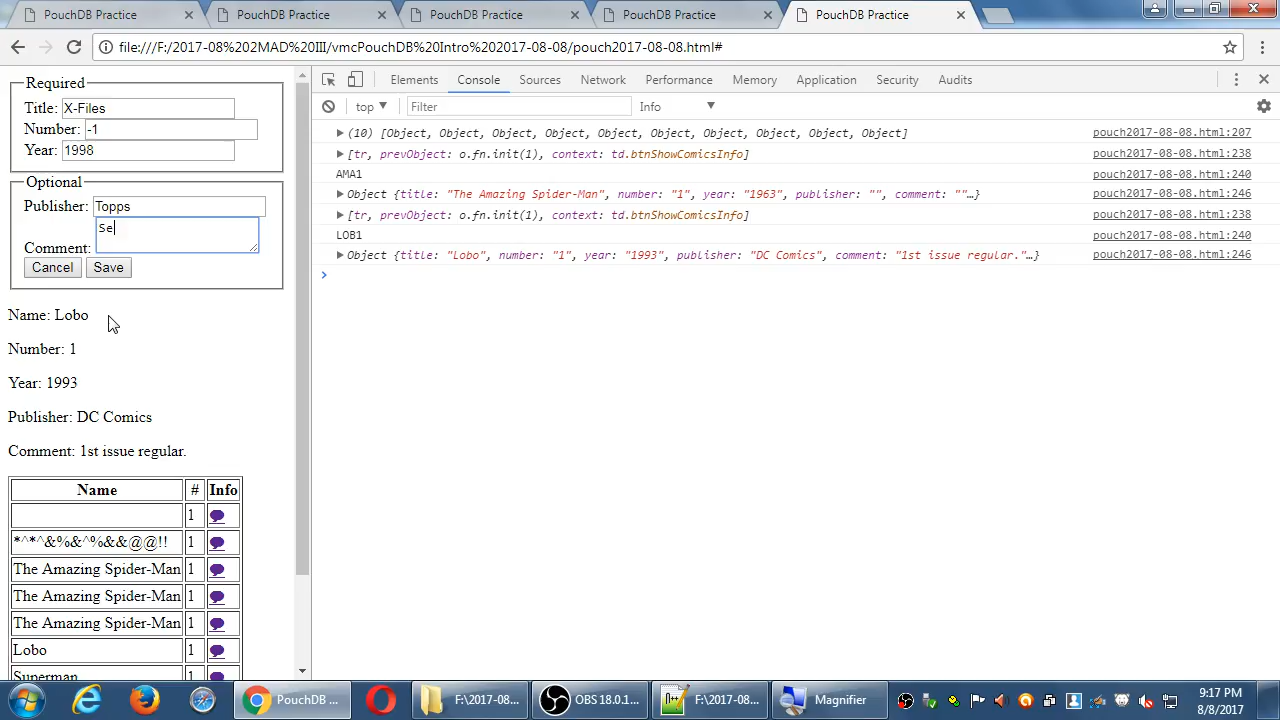 PouchDB Practice PouchDB Practice PouchDB Practice PouchDB Practice PouchDB Practice
file:///F:/2017-08%202MAD%20III/vmcPouchDB%20Intro%202017-08-08/pouch2017-08-08.html#
Required
Title: X-Files
Number: -1
Year: 1998
Optional
Publisher: Topps
Se
Comment:
Cancel Save
Name: Lobo
Number: 1
Year: 1993
Publisher: DC Comics
Comment: 1st issue regular.
Name # Info
1
*^*^&%&^%&&@@!! 1
The Amazing Spider-Man 1
The Amazing Spider-Man 1
The Amazing Spider-Man 1
Lobo 1
Superman
Elements Console Sources Network Performance Memory Application Security Audits
top Filter Info
(10) [Object, Object, Object, Object, Object, Object, Object, Object, Object, Object] pouch2017-08-08.html:207
[tr, prevObject: o.fn.init(1), context: td.btnShowComicsInfo] pouch2017-08-08.html:238
AMA1 pouch2017-08-08.html:240
Object {title: "The Amazing Spider-Man", number: "1", year: "1963", publisher: "", comment: ""…} pouch2017-08-08.html:246
[tr, prevObject: o.fn.init(1), context: td.btnShowComicsInfo] pouch2017-08-08.html:238
LOB1 pouch2017-08-08.html:240
Object {title: "Lobo", number: "1", year: "1993", publisher: "DC Comics", comment: "1st issue regular."…} pouch2017-08-08.html:246
PouchDB F:\2017-08... OBS 18.0.1... F:\2017-08... Magnifier
9:17 PM
8/8/2017